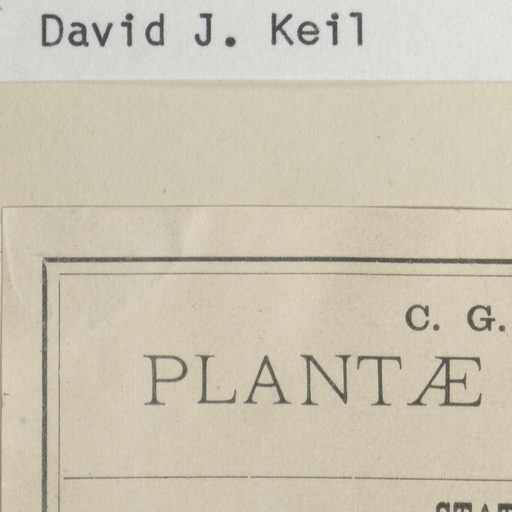 David J. Keil
C. G.
PLANTÆ